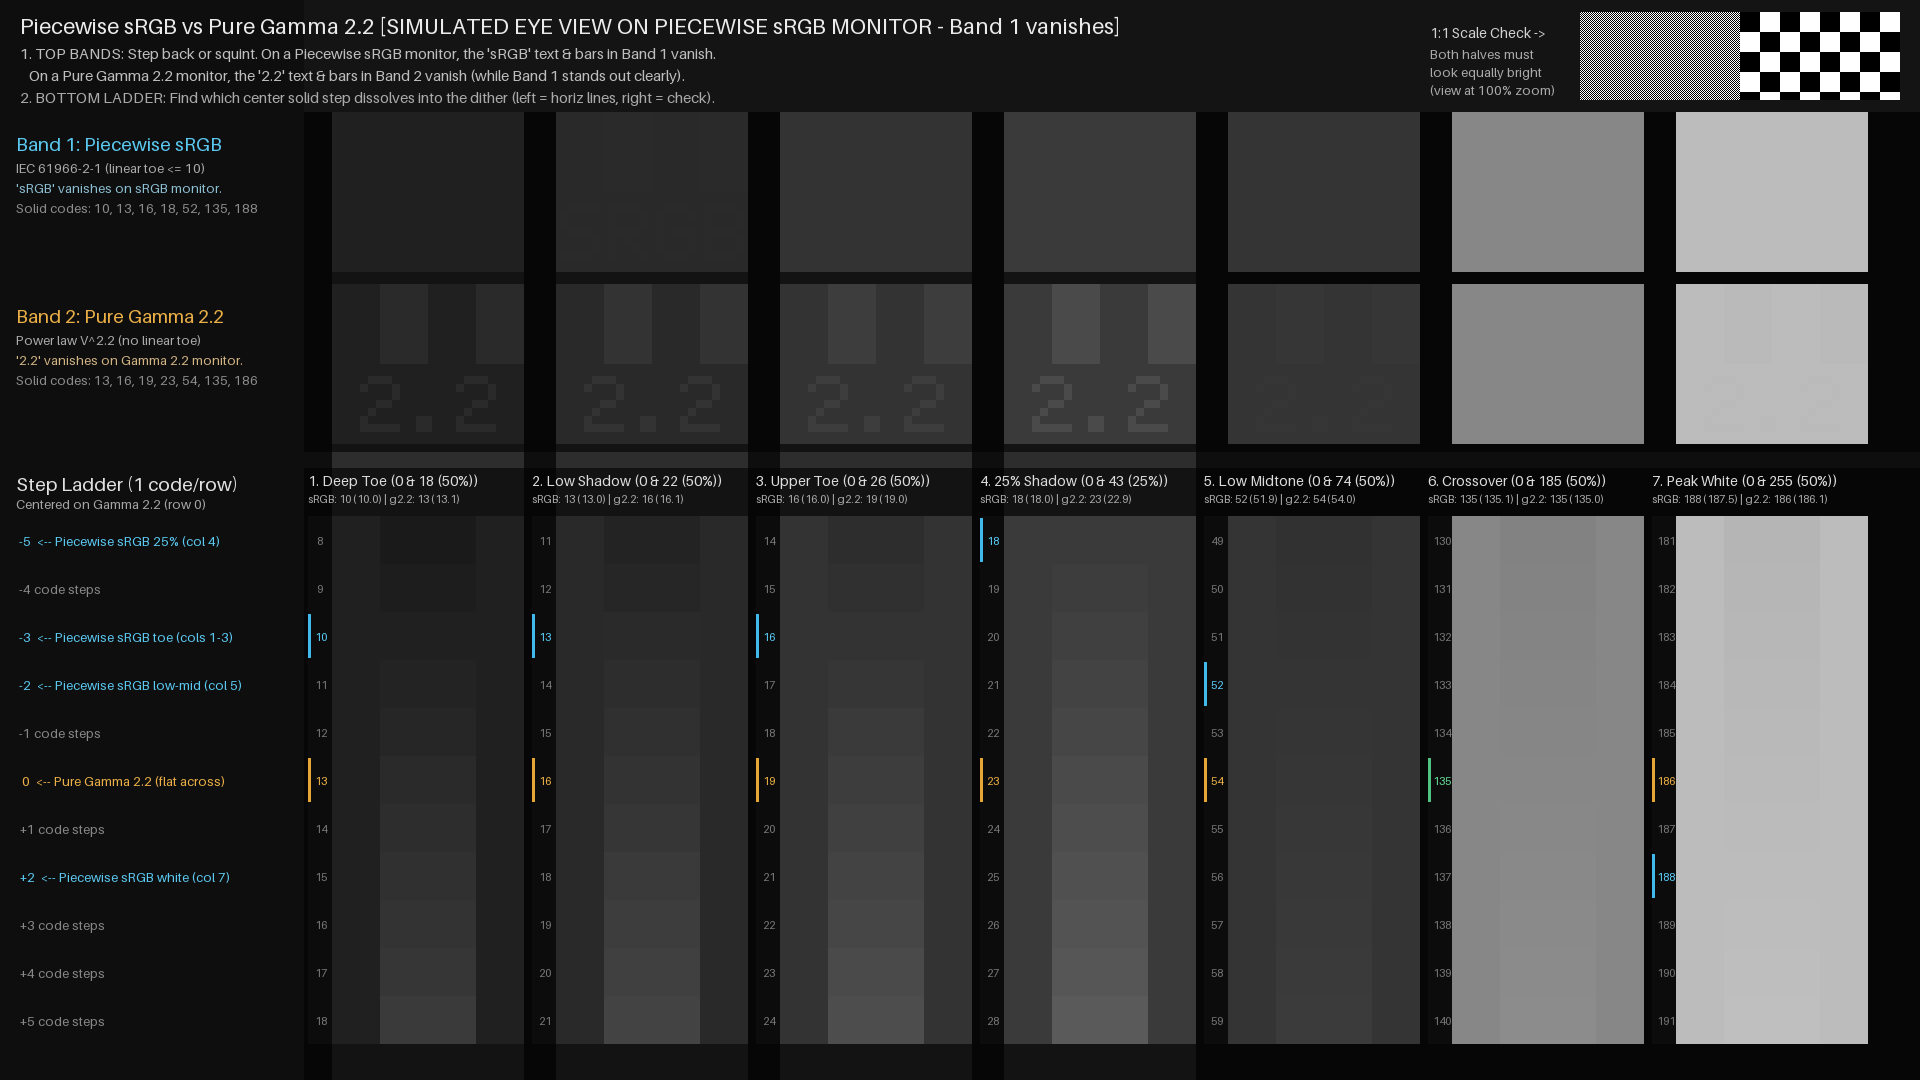 Piecewise sRGB vs Pure Gamma 2.2 [SIMULATED EYE VIEW ON PIECEWISE sRGB MONITOR - Band 1 vanishes]
1. TOP BANDS: Step back or squint. On a Piecewise sRGB monitor, the 'sRGB' text & bars in Band 1 vanish.
On a Pure Gamma 2.2 monitor, the '2.2' text & bars in Band 2 vanish (while Band 1 stands out clearly).
2. BOTTOM LADDER: Find which center solid step dissolves into the dither (left = horiz lines, right = check).
1:1 Scale Check ->
Both halves must
look equally bright
(view at 100% zoom)
Band 1: Piecewise sRGB
IEC 61966-2-1 (linear toe <= 10)
'sRGB' vanishes on sRGB monitor.
Solid codes: 10, 13, 16, 18, 52, 135, 188
Band 2: Pure Gamma 2.2
Power law V^2.2 (no linear toe)
'2.2' vanishes on Gamma 2.2 monitor.
Solid codes: 13, 16, 19, 23, 54, 135, 186
2.2 2.2 2.2 2.2 2.2 2.2
Step Ladder (1 code/row)
Centered on Gamma 2.2 (row 0)
1. Deep Toe (0 & 18 (50%))
sRGB: 10 (10.0) | g2.2: 13 (13.1)
2. Low Shadow (0 & 22 (50%))
sRGB: 13 (13.0) | g2.2: 16 (16.1)
3. Upper Toe (0 & 26 (50%))
sRGB: 16 (16.0) | g2.2: 19 (19.0)
4. 25% Shadow (0 & 43 (25%))
sRGB: 18 (18.0) | g2.2: 23 (22.9)
5. Low Midtone (0 & 74 (50%))
sRGB: 52 (51.9) | g2.2: 54 (54.0)
6. Crossover (0 & 185 (50%))
sRGB: 135 (135.1) | g2.2: 135 (135.0)
7. Peak White (0 & 255 (50%))
sRGB: 188 (187.5) | g2.2: 186 (186.1)
-5 <-- Piecewise sRGB 25% (col 4) 8 11 14 18 49 130 181
-4 code steps 9 12 15 19 50 131 182
-3 <-- Piecewise sRGB toe (cols 1-3) 10 13 16 20 51 132 183
-2 <-- Piecewise sRGB low-mid (col 5) 11 14 17 21 52 133 184
-1 code steps 12 15 18 22 53 134 185
0 <-- Pure Gamma 2.2 (flat across) 13 16 19 23 54 135 186
+1 code steps 14 17 20 24 55 136 187
+2 <-- Piecewise sRGB white (col 7) 15 18 21 25 56 137 188
+3 code steps 16 19 22 26 57 138 189
+4 code steps 17 20 23 27 58 139 190
+5 code steps 18 21 24 28 59 140 191